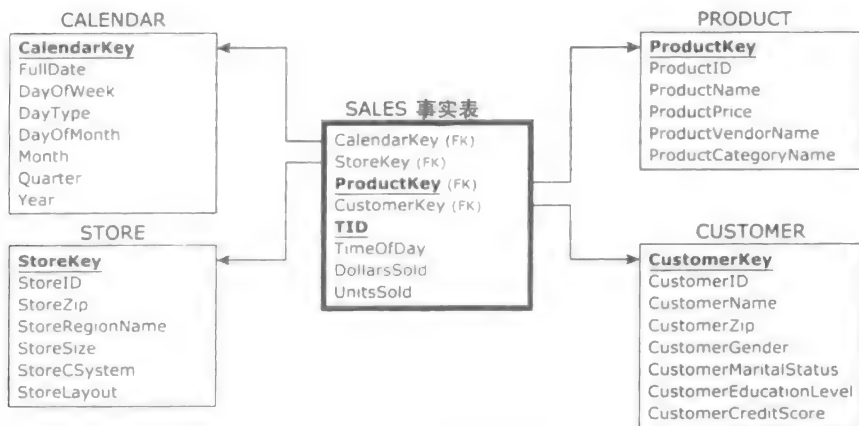 CALENDAR
CalendarKey
FullDate
DayOfWeek
DayType
DayOfMonth
Month
Quarter
Year
STORE
StoreKey
StoreID
StoreZip
StoreRegionName
StoreSize
StoreCSystem
StoreLayout
SALES 事实表
CalendarKey (FK)
StoreKey (FK)
ProductKey (FK)
CustomerKey (FK)
TID
TimeOfDay
DollarsSold
UnitsSold
PRODUCT
ProductKey
ProductID
ProductName
ProductPrice
ProductVendorName
ProductCategoryName
CUSTOMER
CustomerKey
CustomerID
CustomerName
CustomerZip
CustomerGender
CustomerMaritalStatus
CustomerEducationLevel
CustomerCreditScore